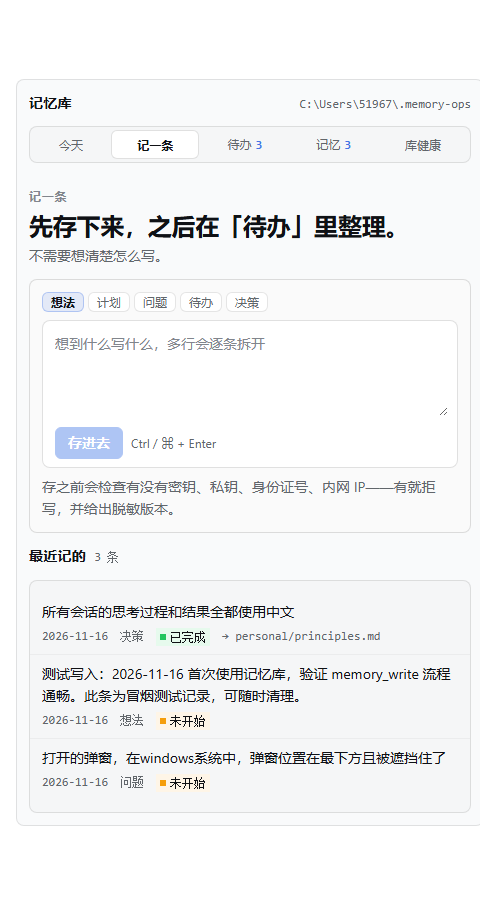 记忆库 C:\Users\51967\.memory-ops
今天 记一条 待办 3 记忆 3 库健康
记一条
先存下来，之后在「待办」里整理。
不需要想清楚怎么写。
想法 计划 问题 待办 决策
想到什么写什么，多行会逐条拆开
存进去 Ctrl / ⌘ + Enter
存之前会检查有没有密钥、私钥、身份证号、内网 IP——有就拒
写，并给出脱敏版本。
最近记的 3 条
所有会话的思考过程和结果全都使用中文
2026-11-16 决策 已完成 → personal/principles.md
测试写入：2026-11-16 首次使用记忆库，验证 memory_write 流程
通畅。此条为冒烟测试记录，可随时清理。
2026-11-16 想法 未开始
打开的弹窗，在windows系统中，弹窗位置在最下方且被遮挡住了
2026-11-16 问题 未开始